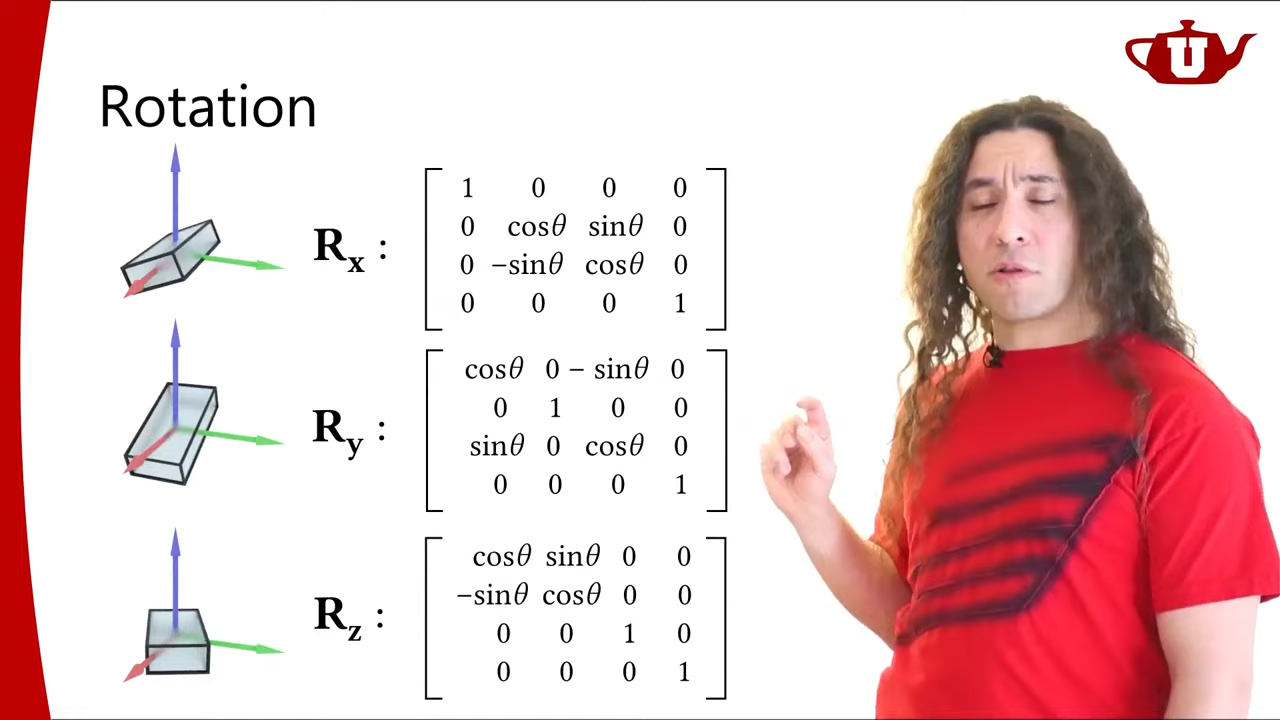 U
Rotation
R_x :
1 0 0 0
0 cosθ sinθ 0
0 −sinθ cosθ 0
0 0 0 1
R_y :
cosθ 0 − sinθ 0
0 1 0 0
sinθ 0 cosθ 0
0 0 0 1
R_z :
cosθ sinθ 0 0
−sinθ cosθ 0 0
0 0 1 0
0 0 0 1